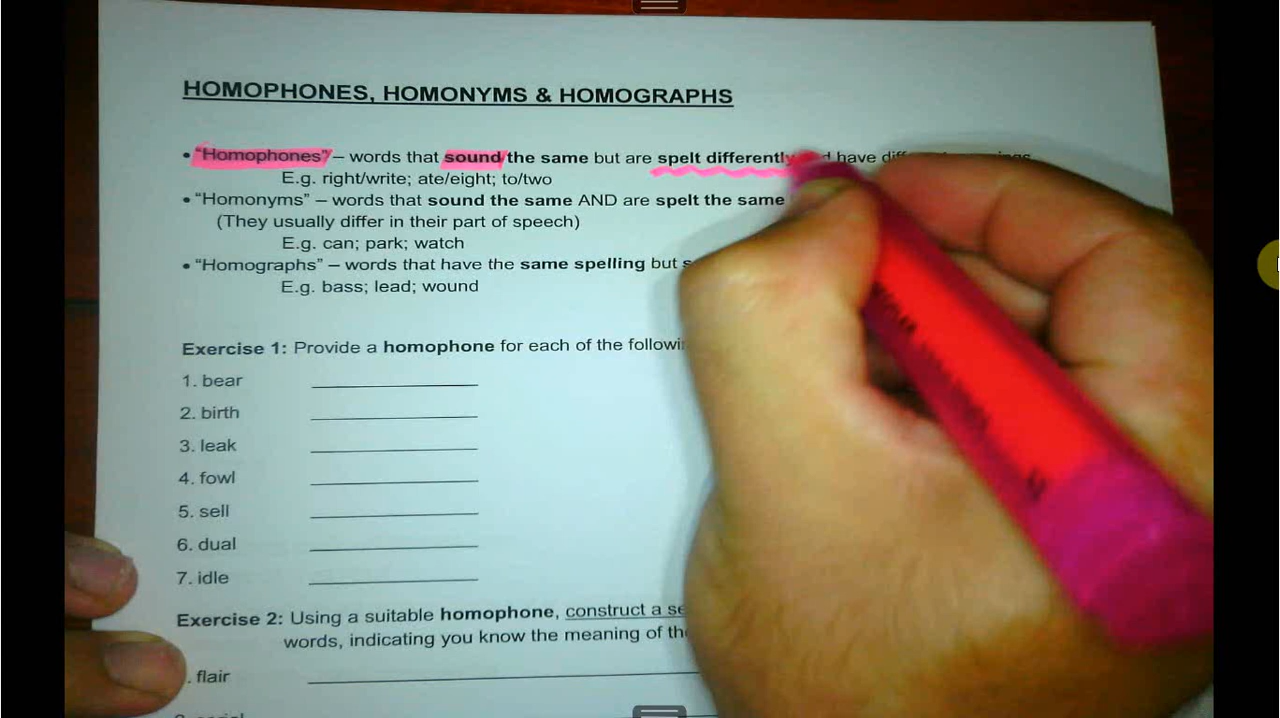 HOMOPHONES, HOMONYMS & HOMOGRAPHS
• “Homophones” – words that sound the same but are spelt differently have
E.g. right/write; ate/eight; to/two
• “Homonyms” – words that sound the same AND are spelt the same
(They usually differ in their part of speech)
E.g. can; park; watch
• “Homographs” – words that have the same spelling but
E.g. bass; lead; wound
Exercise 1: Provide a homophone for each of the
1. bear
2. birth
3. leak
4. fowl
5. sell
6. dual
7. idle
Exercise 2: Using a suitable homophone, construct a
words, indicating you know the meaning of
. flair